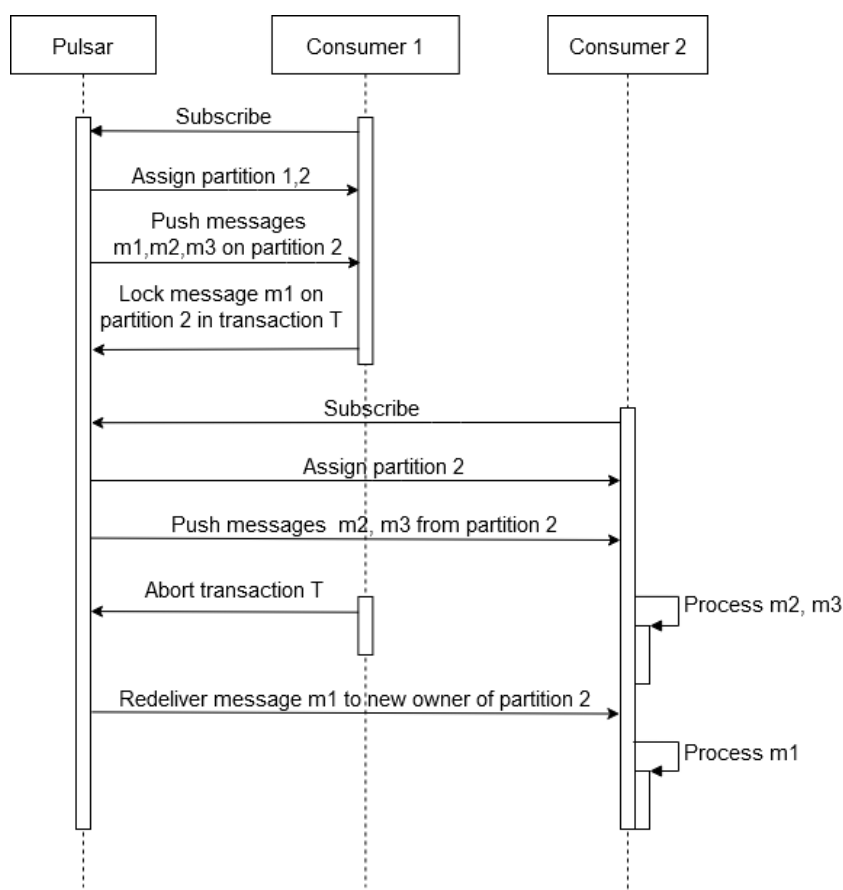 Pulsar
Consumer 1
Consumer 2
Subscribe
Assign partition 1,2
Push messages
m1,m2,m3 on partition 2
Lock message m1 on
partition 2 in transaction T
Subscribe
Assign partition 2
Push messages m2, m3 from partition 2
Abort transaction T
Process m2, m3
Redeliver message m1 to new owner of partition 2
Process m1